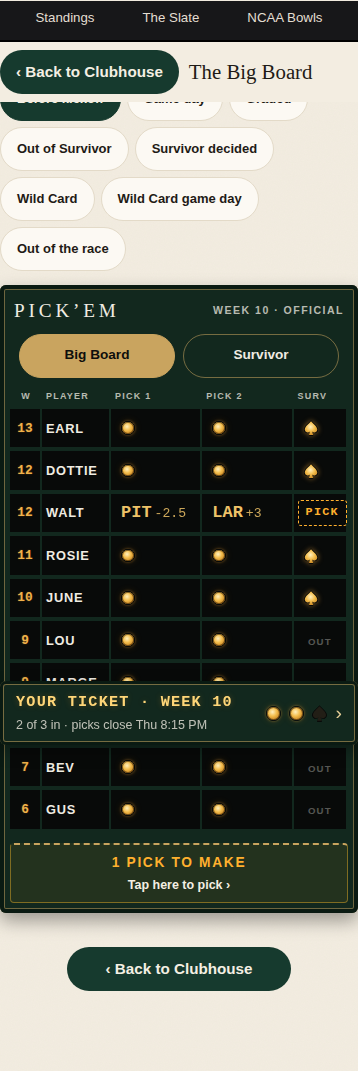 Standings The Slate NCAA Bowls
‹ Back to Clubhouse The Big Board
Out of Survivor Survivor decided
Wild Card Wild Card game day
Out of the race
PICK’EM WEEK 10 · OFFICIAL
Big Board Survivor
W PLAYER PICK 1 PICK 2 SURV
13 EARL
12 DOTTIE
12 WALT PIT -2.5 LAR +3 PICK
11 ROSIE
10 JUNE
9 LOU OUT
YOUR TICKET · WEEK 10
2 of 3 in · picks close Thu 8:15 PM ›
7 BEV OUT
6 GUS OUT
1 PICK TO MAKE
Tap here to pick ›
‹ Back to Clubhouse